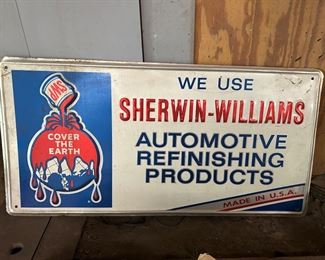 SWP
COVER
THE
EARTH
WE USE
SHERWIN-WILLIAMS
AUTOMOTIVE
REFINISHING
PRODUCTS
MADE IN U.S.A.